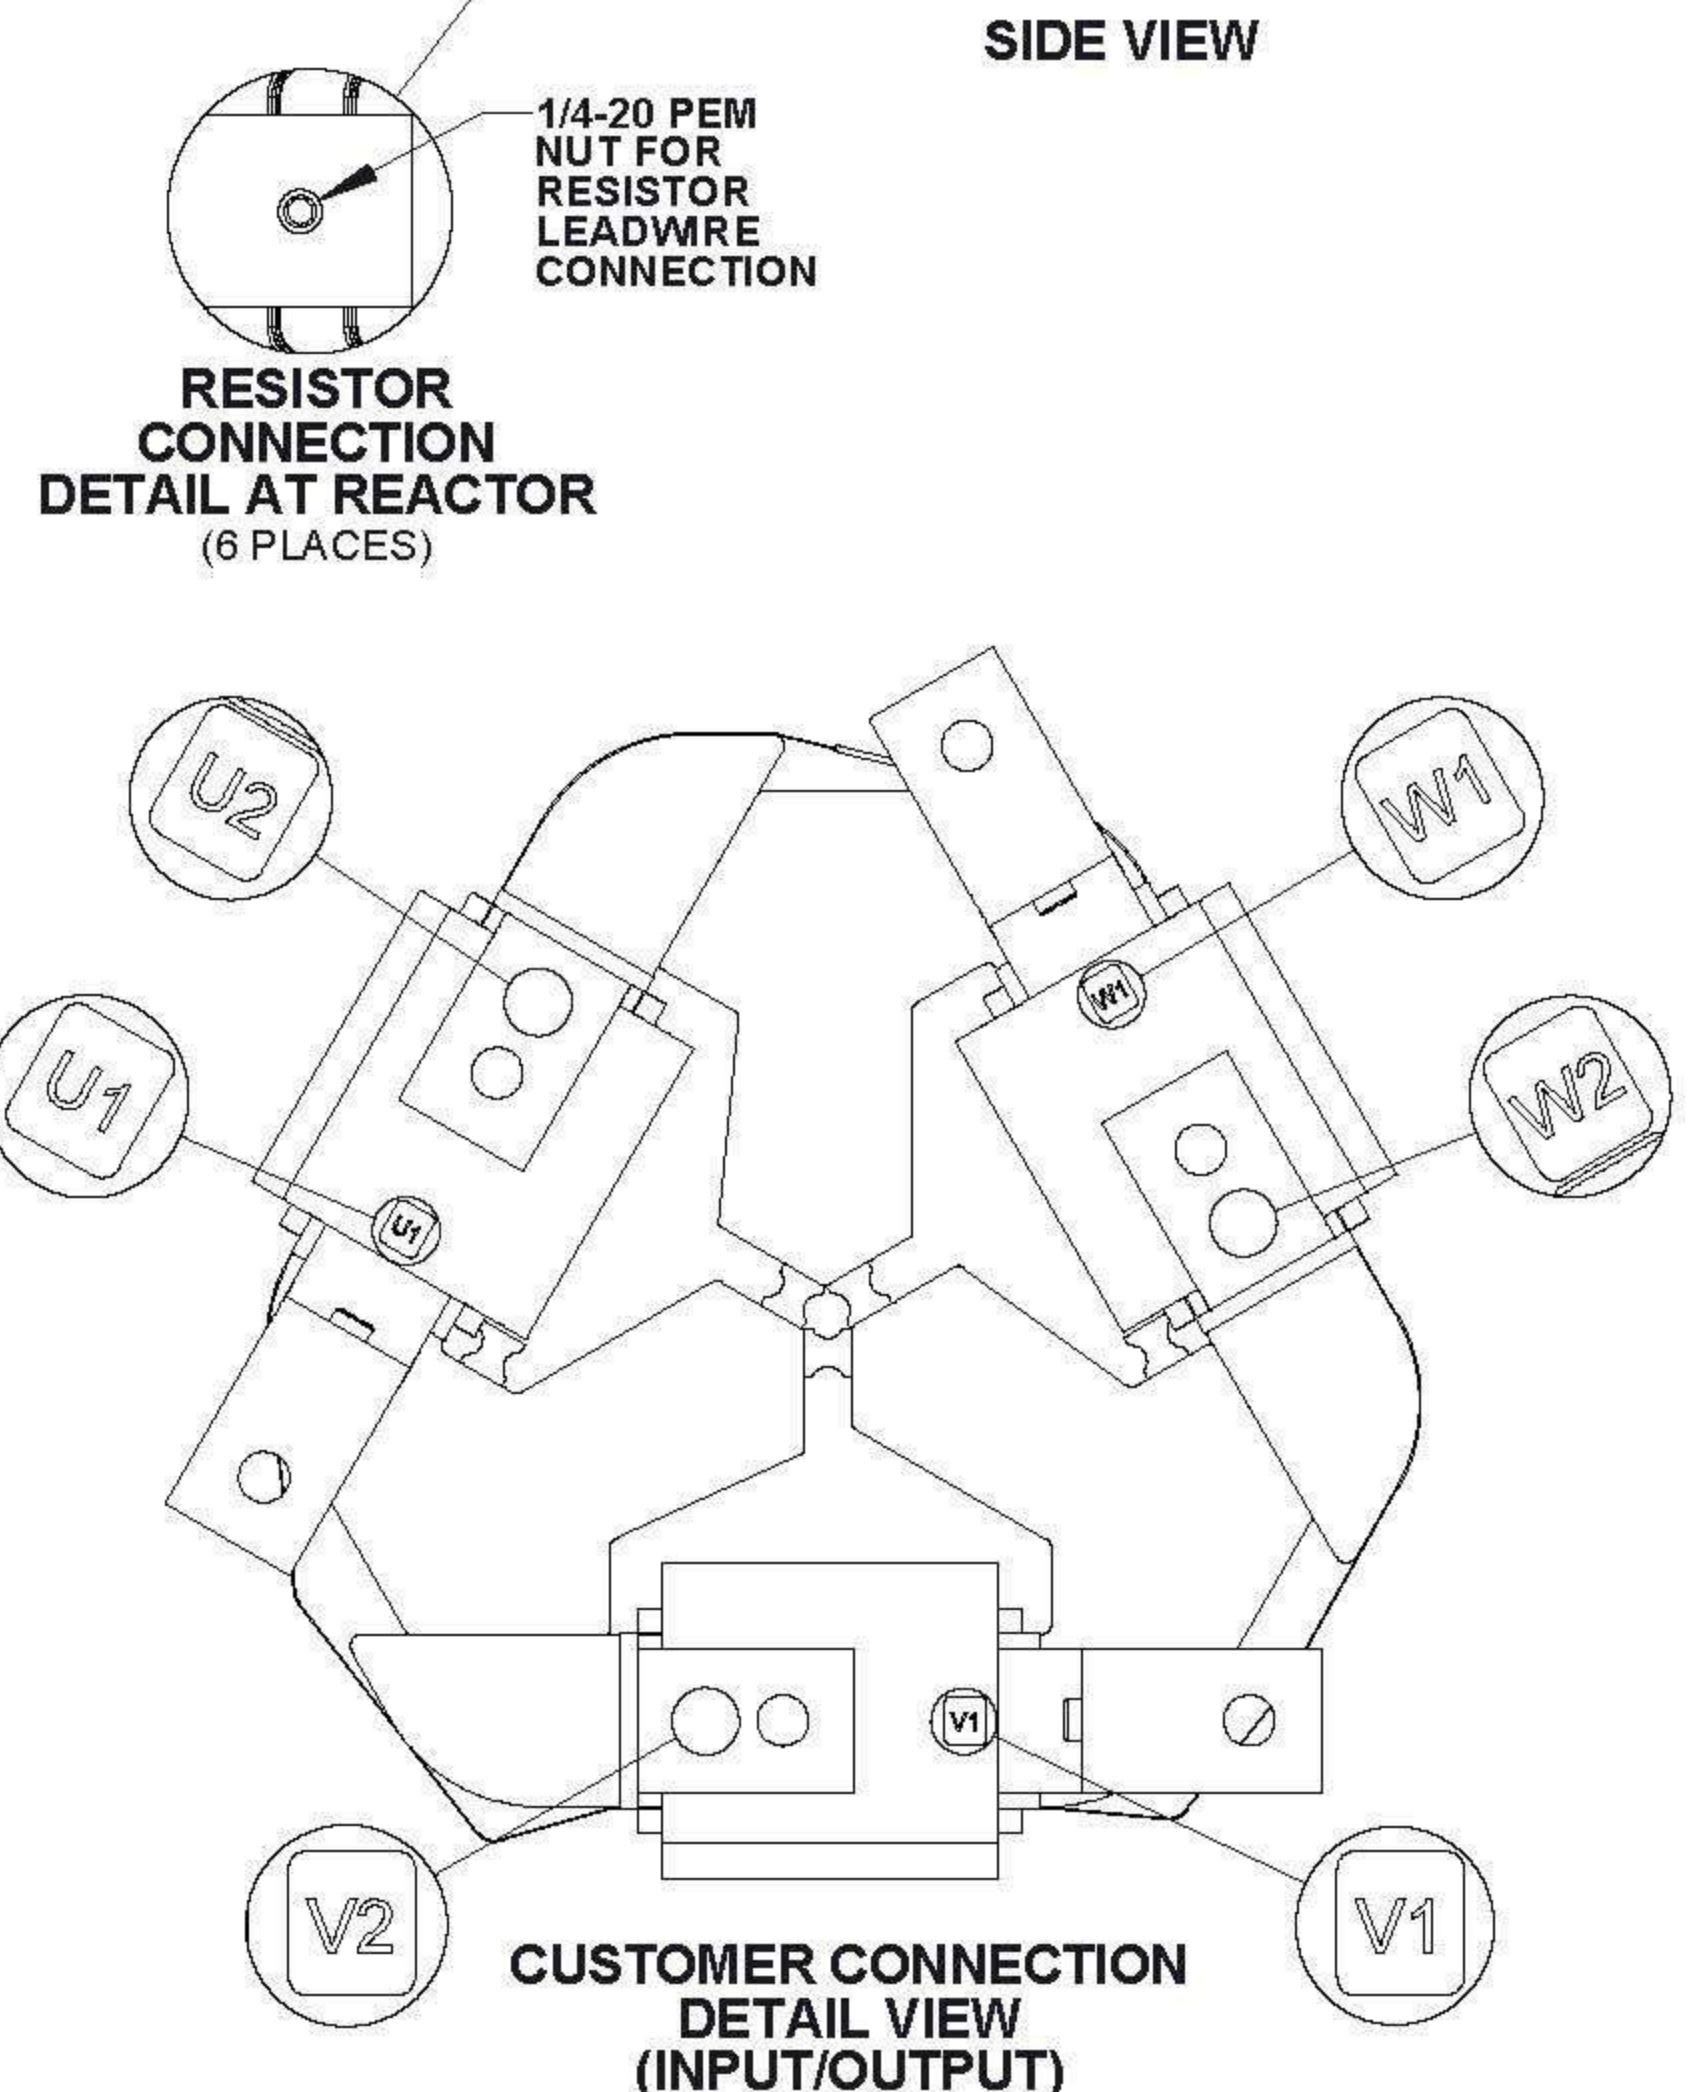 SIDE VIEW
1/4-20 PEM
NUT FOR
RESISTOR
LEADWIRE
CONNECTION
RESISTOR
CONNECTION
DETAIL AT REACTOR
(6 PLACES)
U2
W1
W1
U1
W2
U1
V1
V2
V1
CUSTOMER CONNECTION
DETAIL VIEW
(INPUT/OUTPUT)